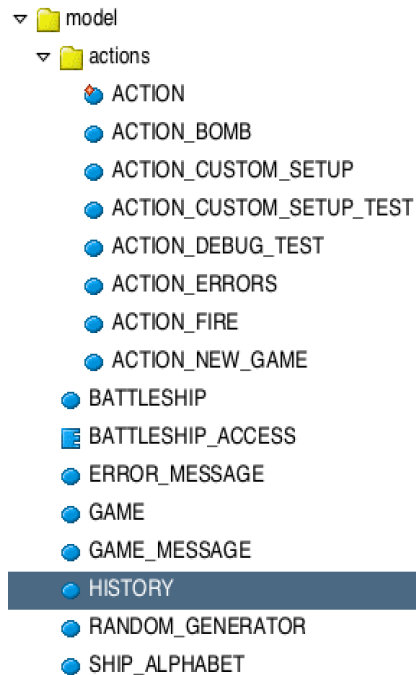 model
actions
ACTION
ACTION_BOMB
ACTION_CUSTOM_SETUP
ACTION_CUSTOM_SETUP_TEST
ACTION_DEBUG_TEST
ACTION_ERRORS
ACTION_FIRE
ACTION_NEW_GAME
BATTLESHIP
BATTLESHIP_ACCESS
ERROR_MESSAGE
GAME
GAME_MESSAGE
HISTORY
RANDOM_GENERATOR
SHIP_ALPHABET